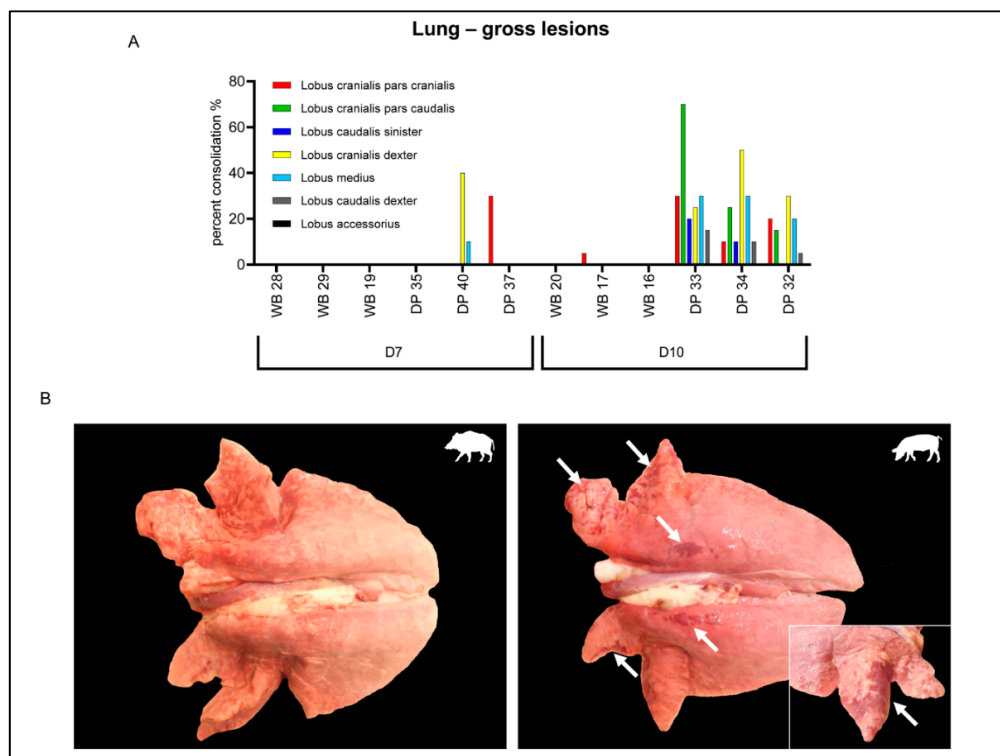 Lung – gross lesions
A
percent consolidation %
80
60
40
20
0
Lobus cranialis pars cranialis
Lobus cranialis pars caudalis
Lobus caudalis sinister
Lobus cranialis dexter
Lobus medius
Lobus caudalis dexter
Lobus accessorius
WB 28
WB 29
WB 19
DP 35
DP 40
DP 37
WB 20
WB 17
WB 16
DP 33
DP 34
DP 32
D7
D10
B